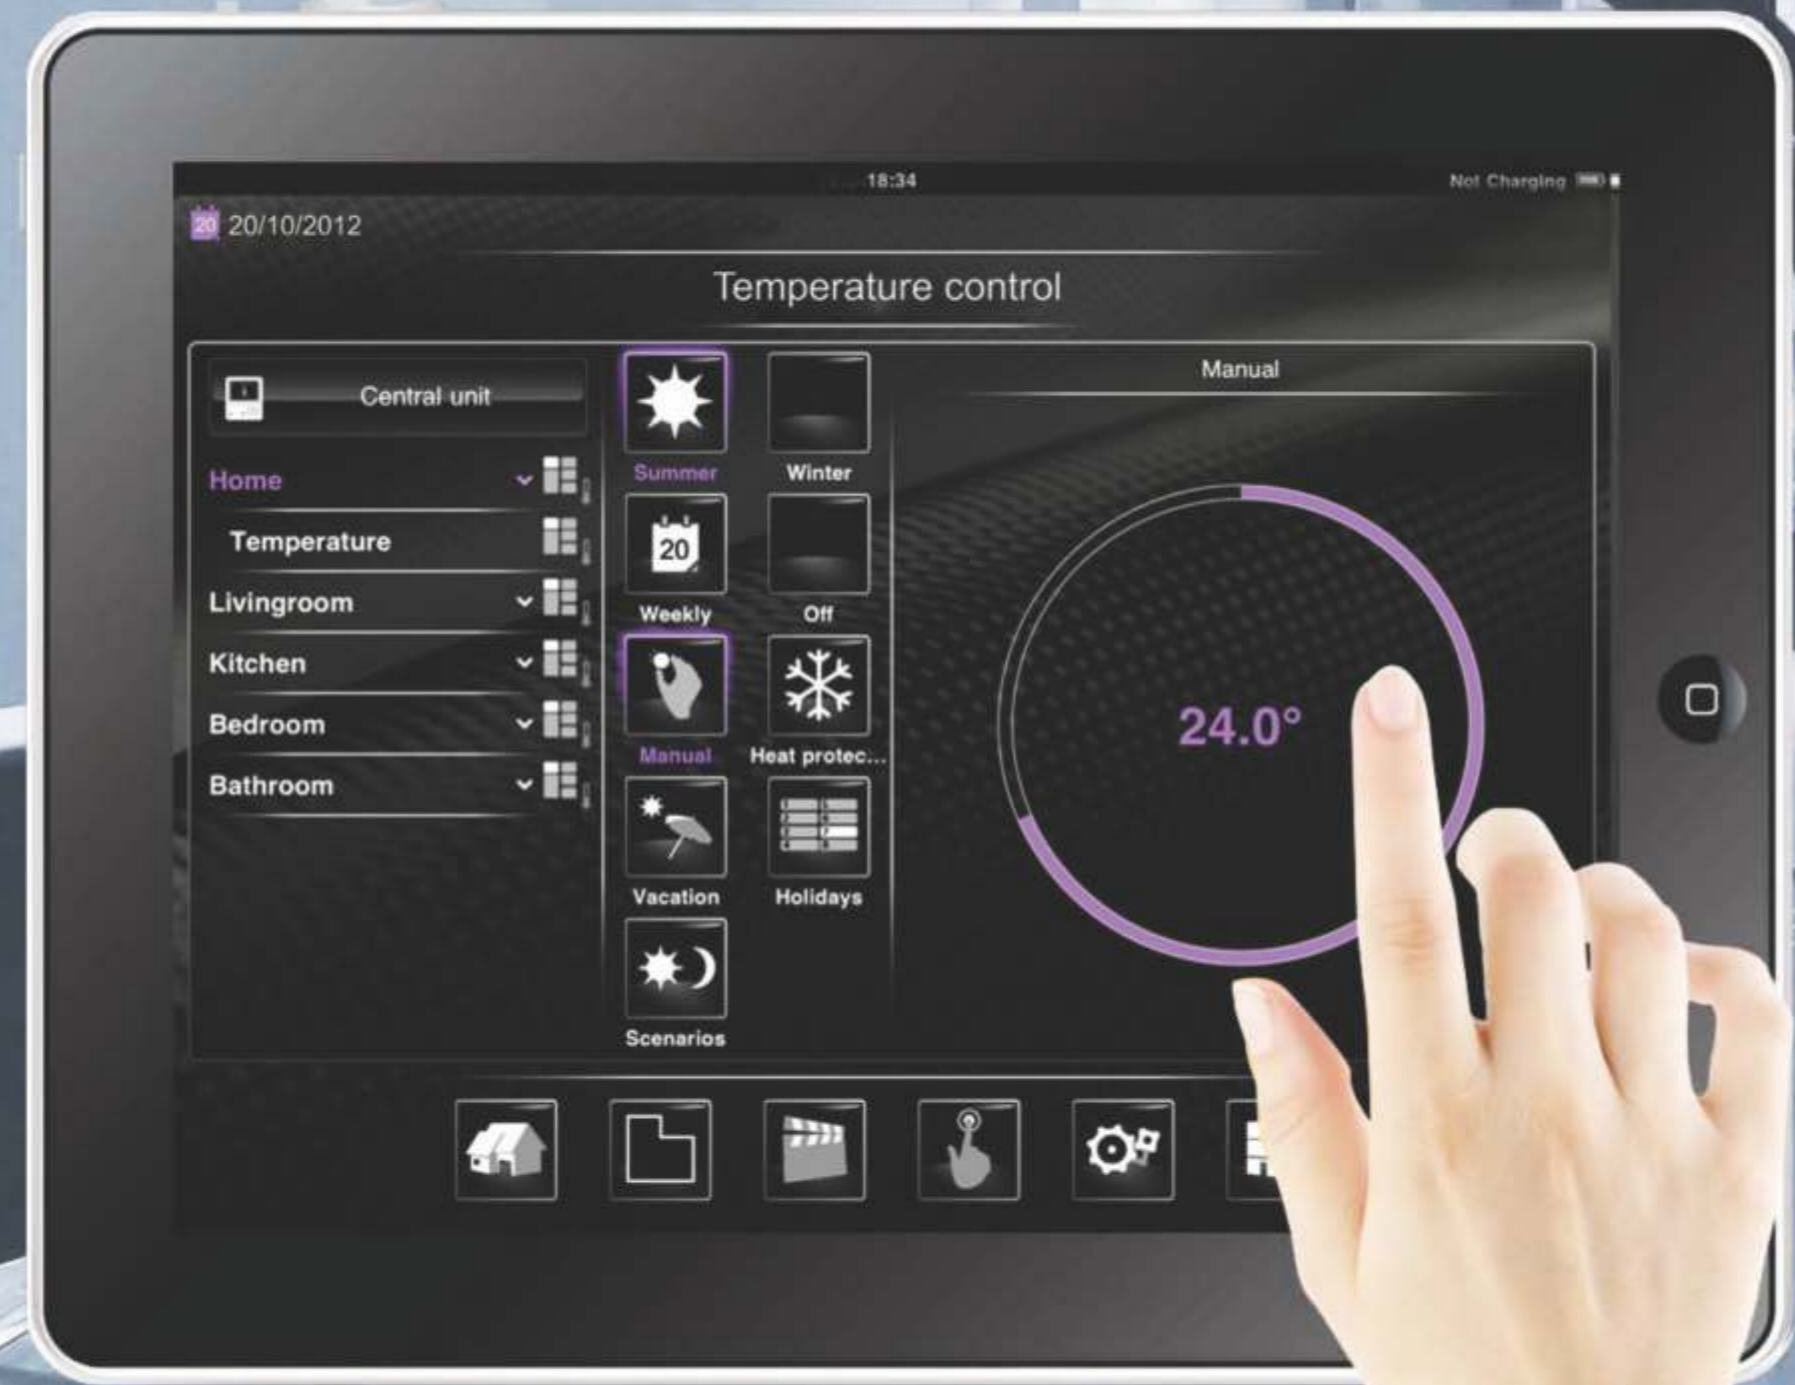 18:34
Not Charging
20 20/10/2012
Temperature control
Central unit
Home
Temperature
Livingroom
Kitchen
Bedroom
Bathroom
Summer
Winter
20
Weekly
Off
Manual
Heat protec...
Vacation
Holidays
Scenarios
Manual
24.0°